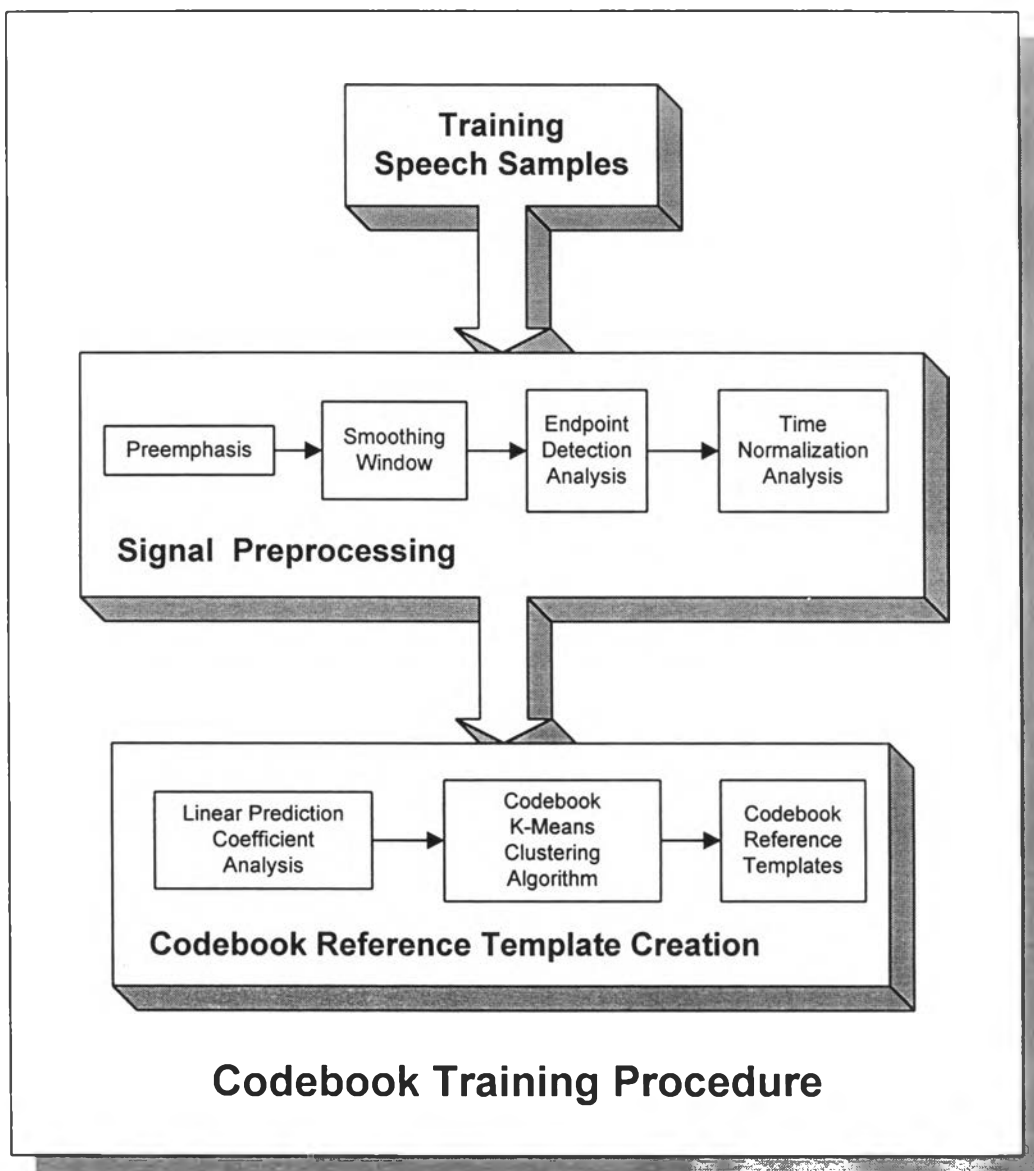 Training
Speech Samples
Preemphasis
Smoothing
Window
Endpoint
Detection
Analysis
Time
Normalization
Analysis
Signal Preprocessing
Linear Prediction
Coefficient
Analysis
Codebook
K-Means
Clustering
Algorithm
Codebook
Reference
Templates
Codebook Reference Template Creation
Codebook Training Procedure